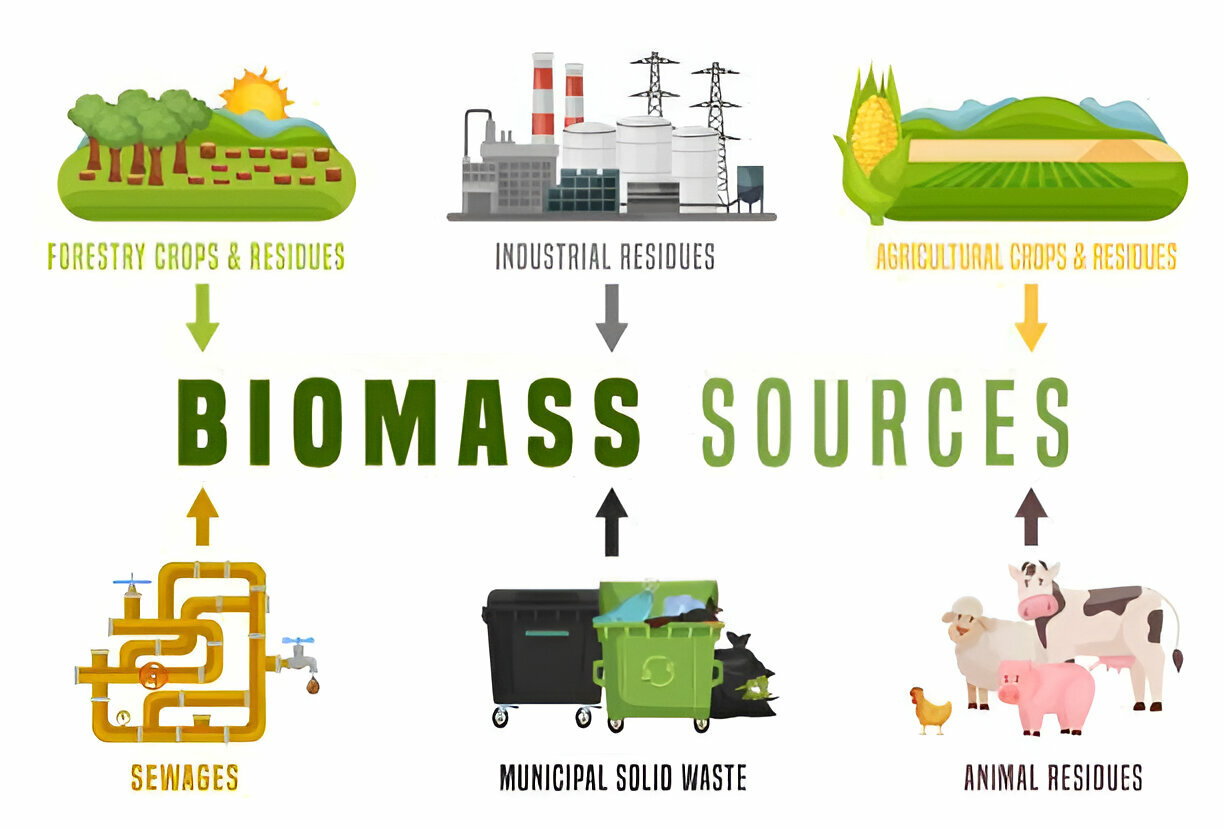 FORESTRY CROPS & RESIDUES
INDUSTRIAL RESIDUES
AGRICULTURAL CROPS & RESIDUES
BIOMASS SOURCES
SEWAGES
MUNICIPAL SOLID WASTE
ANIMAL RESIDUES